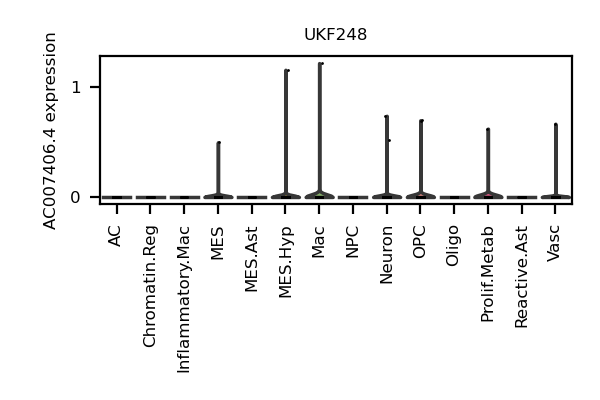 UKF248
AC007406.4 expression
1
0
AC
Chromatin.Reg
Inflammatory.Mac
MES
MES.Ast
MES.Hyp
Mac
NPC
Neuron
OPC
Oligo
Prolif.Metab
Reactive.Ast
Vasc